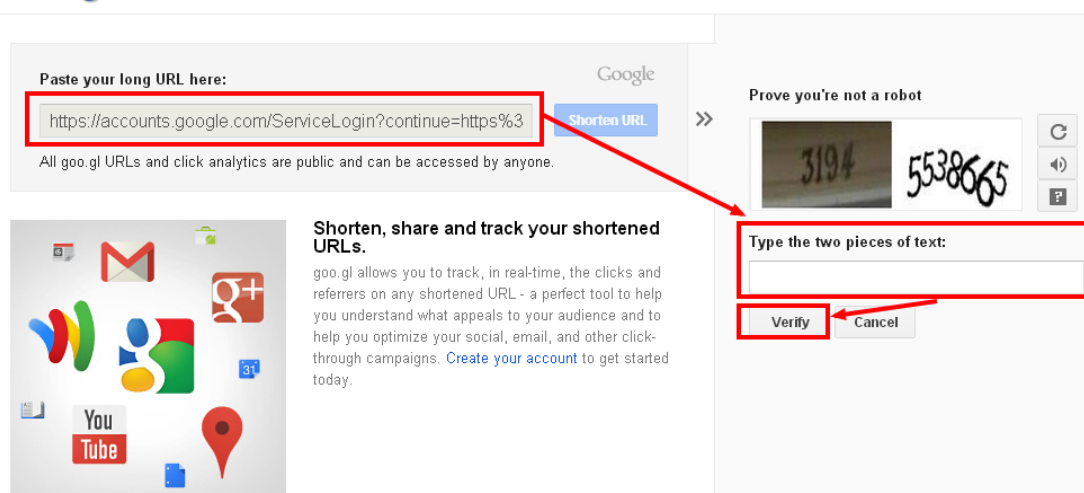 Paste your long URL here:
Google
https://accounts.google.com/ServiceLogin?continue=https%3
Shorten URL
All goo.gl URLs and click analytics are public and can be accessed by anyone.
Shorten, share and track your shortened
URLs.
goo.gl allows you to track, in real-time, the clicks and
referrers on any shortened URL - a perfect tool to help
you understand what appeals to your audience and to
help you optimize your social, email, and other click-
through campaigns. Create your account to get started
today.
g+
g
31
You
Tube
Prove you're not a robot
3194
5538665
?
Type the two pieces of text:
Verify
Cancel